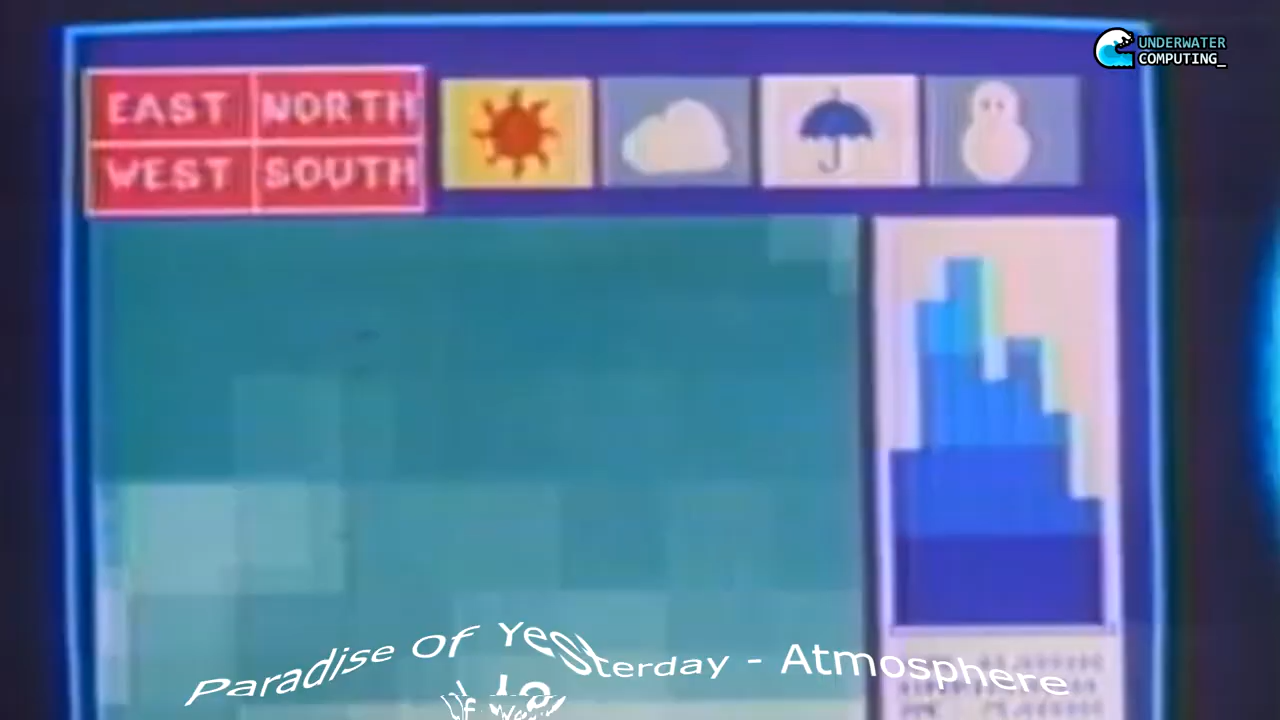 UNDERWATER
COMPUTING_
EAST NORTH
WEST SOUTH
Paradise Of Yesterday - Atmosphere